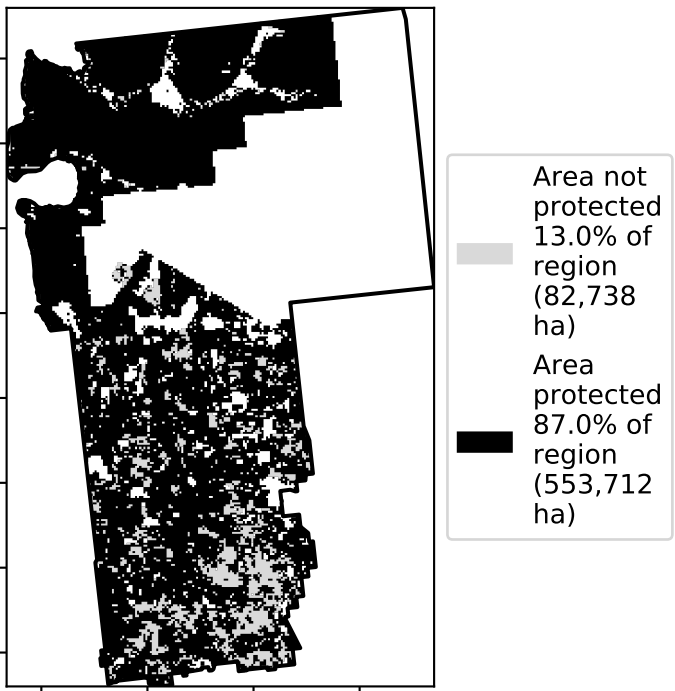 Area not
protected
13.0% of
region
(82,738
ha)
Area
protected
87.0% of
region
(553,712
ha)